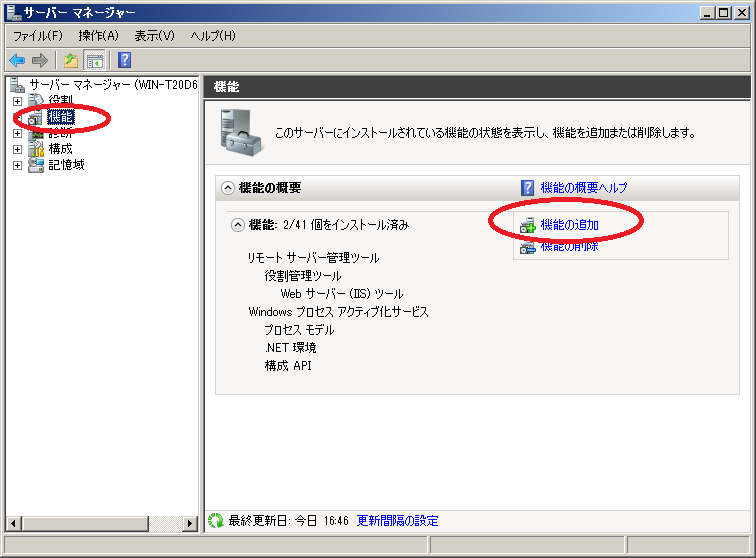 サーバー マネージャー
ファイル(F) 操作(A) 表示(V) ヘルプ(H)
サーバー マネージャー (WIN-T20D6
役割
機能
診断
構成
記憶域
機能
このサーバーにインストールされている機能の状態を表示し、機能を追加または削除します。
機能の概要
機能の概要ヘルプ
機能: 2/41 個をインストール済み
機能の追加
機能の削除
リモート サーバー管理ツール
役割管理ツール
Web サーバー (IIS) ツール
Windows プロセス アクティブ化サービス
プロセス モデル
.NET 環境
構成 API
最終更新日: 今日 16:46 更新間隔の設定